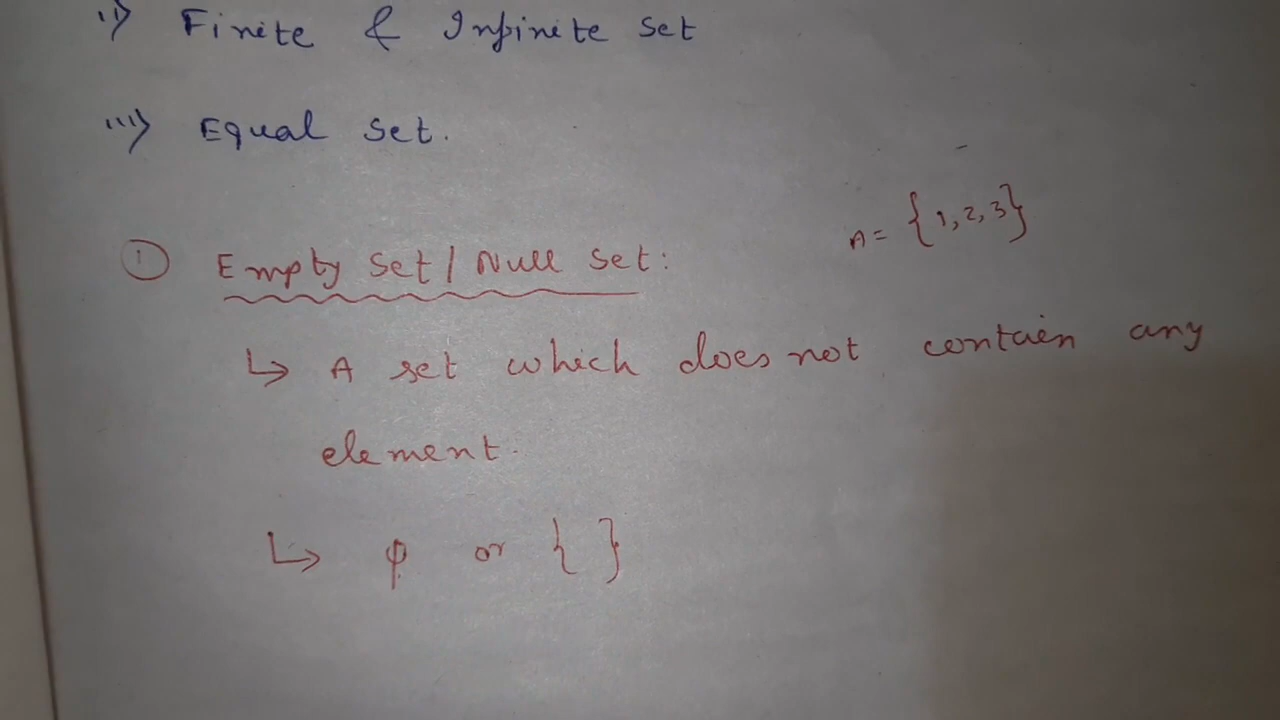 ii) Finite & Infinite Set
iii) Equal Set.
A = {1,2,3}
① Empty Set / Null Set:
↳ A set which does not contain any
element.
↳ φ or { }